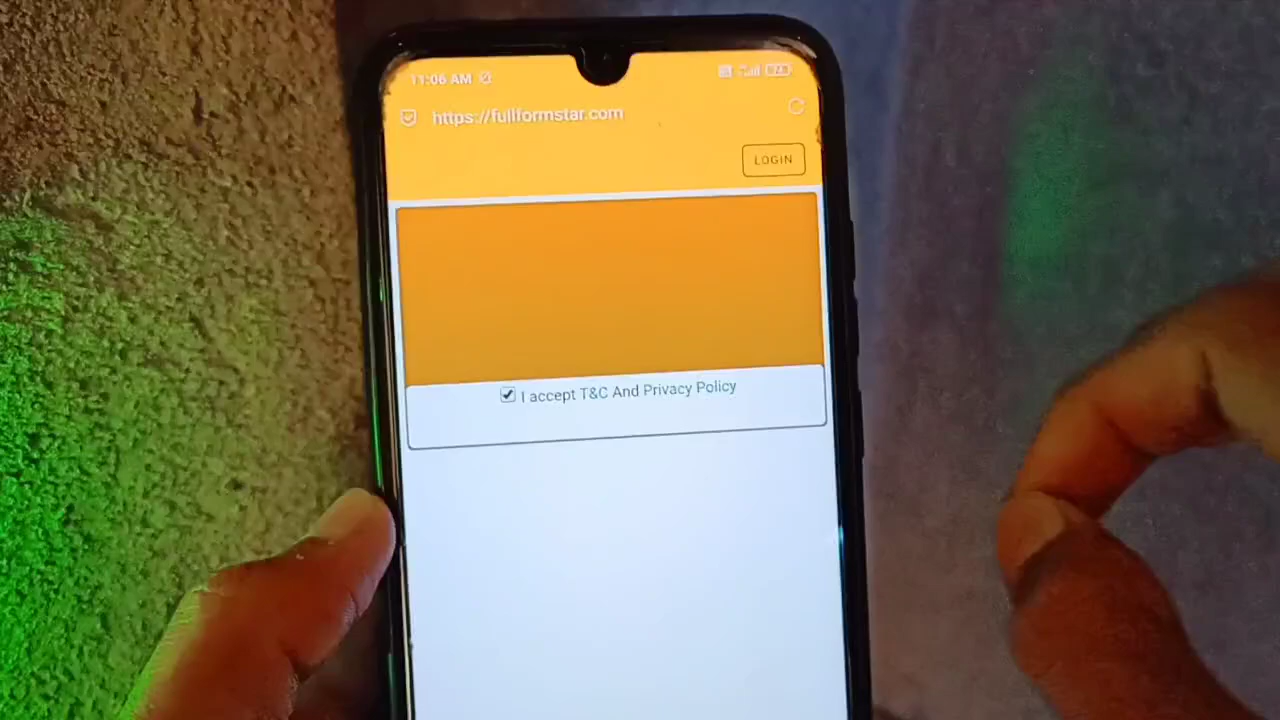 11:06 AM
https://fullformstar.com
LOGIN
I accept T&C And Privacy Policy